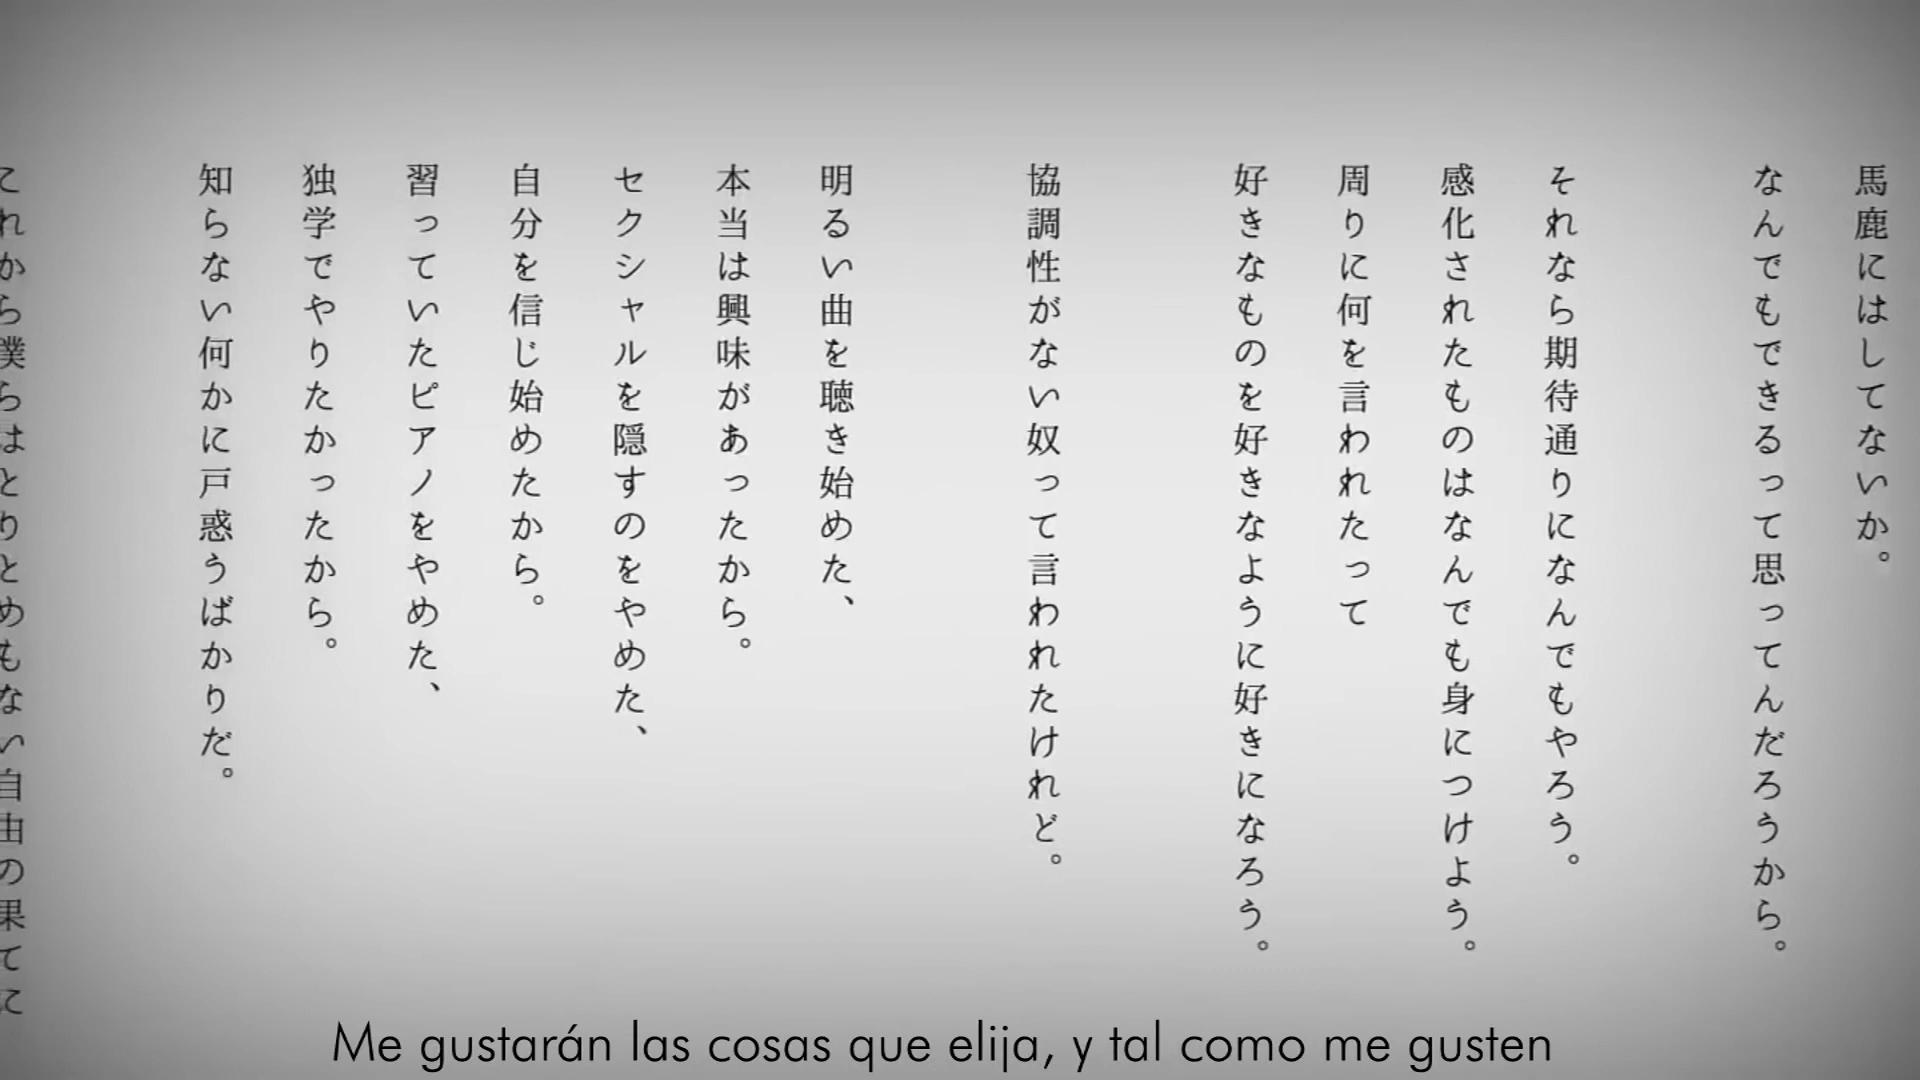 馬鹿にはしてないか。
なんでもできるって思ってんだろうから。
それなら期待通りになんでもやろう。
感化されたものはなんでも身につけよう。
周りに何を言われたって
好きなものを好きなように好きになろう。
協調性がない奴って言われたけれど。
明るい曲を聴き始めた、
本当は興味があったから。
セクシャルを隠すのをやめた、
自分を信じ始めたから。
習っていたピアノをやめた、
独学でやりたかったから。
知らない何かに戸惑うばかりだ。
これから僕らはとりとめもない自由の果てに
Me gustarán las cosas que elija, y tal como me gusten